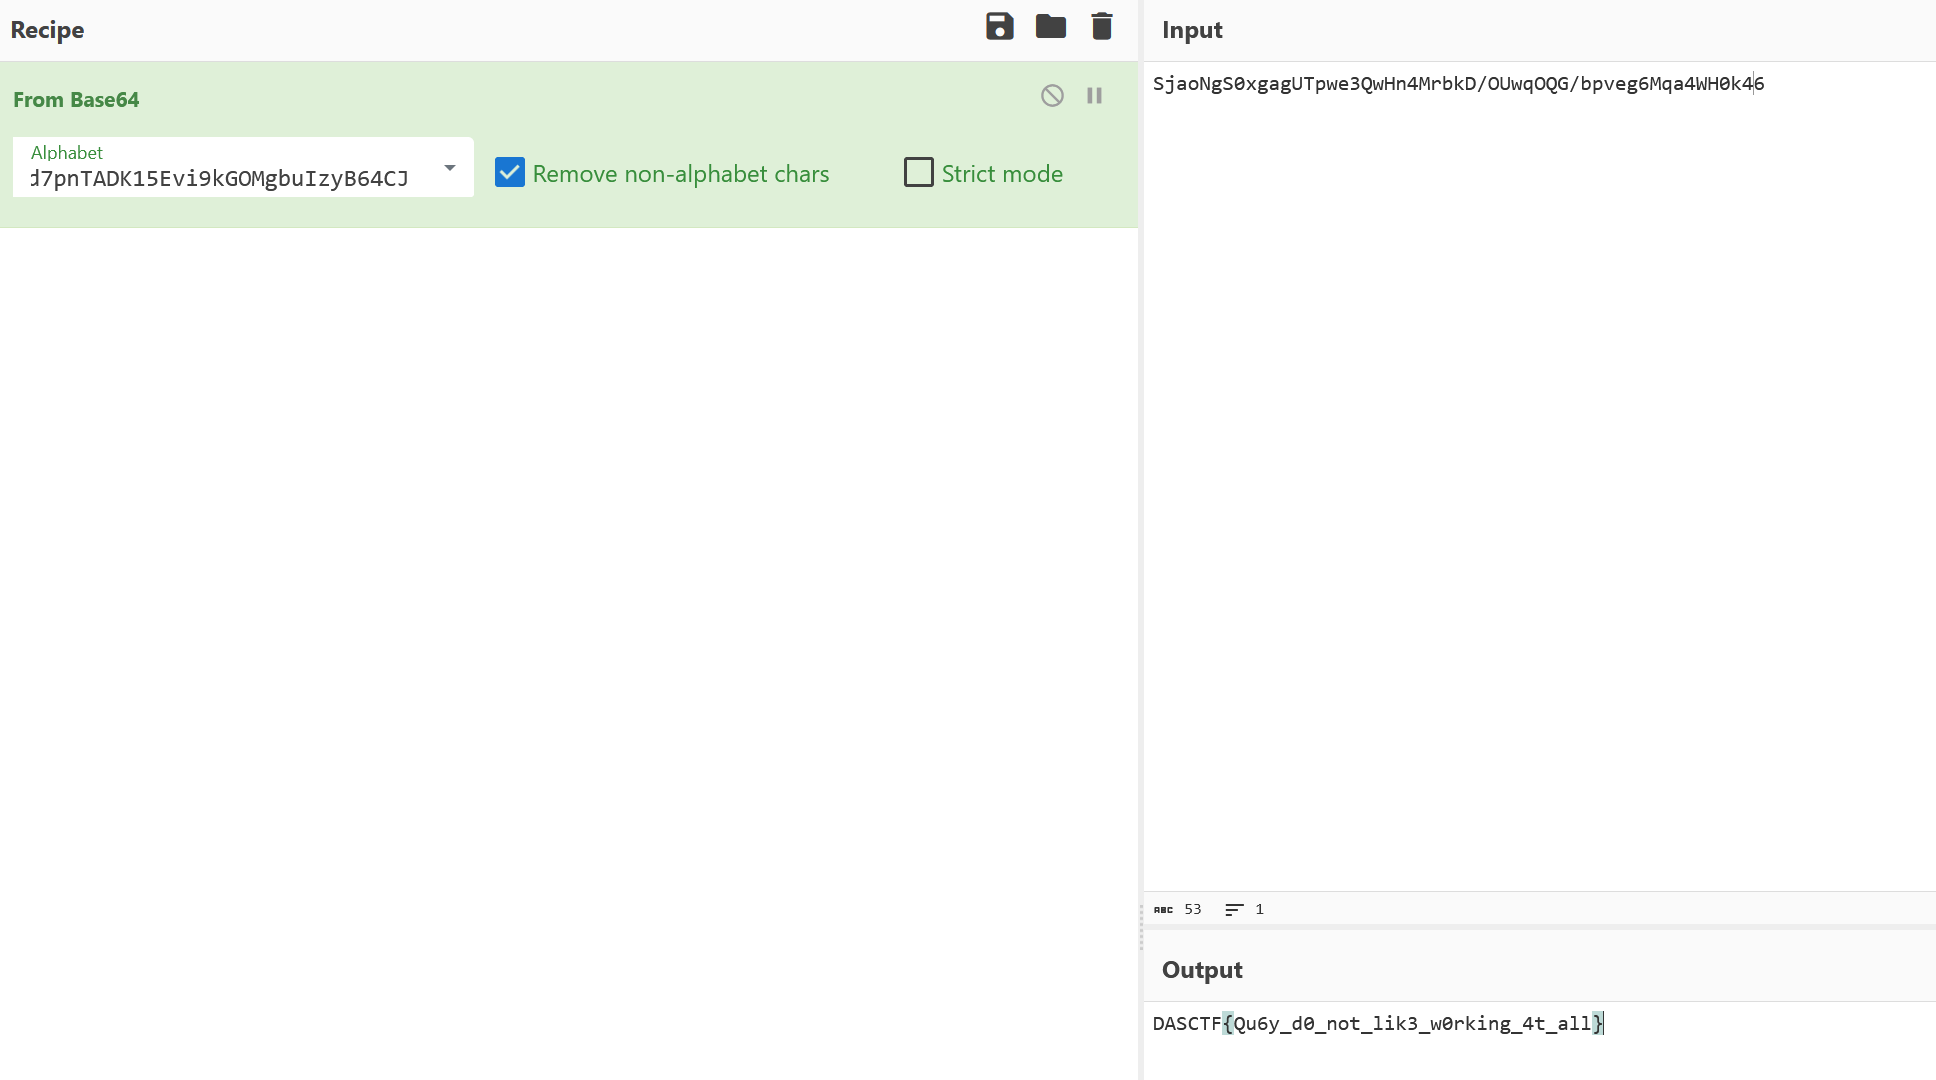 Recipe
From Base64
Alphabet
d7pnTADK15Evi9kGOMgbuIzyB64CJ
Remove non-alphabet chars
Strict mode
Input
SjaoNgS0xgagUTpwe3QwHn4MrbkD/OUwqOQG/bpveg6Mqa4WH0k46
ABC 53 1
Output
DASCTF{Qu6y_d0_not_lik3_w0rking_4t_all}